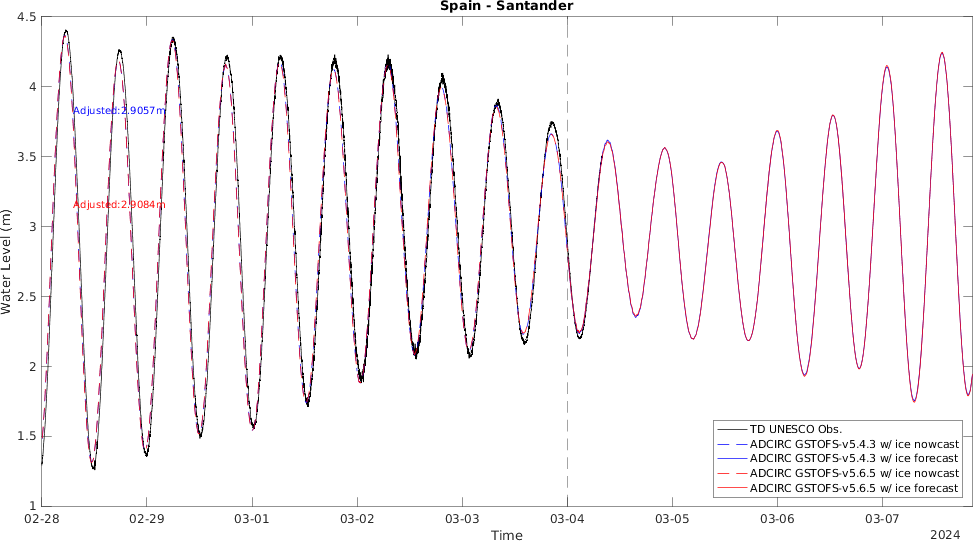 Spain - Santander
4.5
4
3.5
3
2.5
2
1.5
1
Water Level (m)
Adjusted:2.9057m
Adjusted:2.9084m
TD UNESCO Obs.
ADCIRC GSTOFS-v5.4.3 w/ ice nowcast
ADCIRC GSTOFS-v5.4.3 w/ ice forecast
ADCIRC GSTOFS-v5.6.5 w/ ice nowcast
ADCIRC GSTOFS-v5.6.5 w/ ice forecast
02-28 02-29 03-01 03-02 03-03 03-04 03-05 03-06 03-07
Time
2024